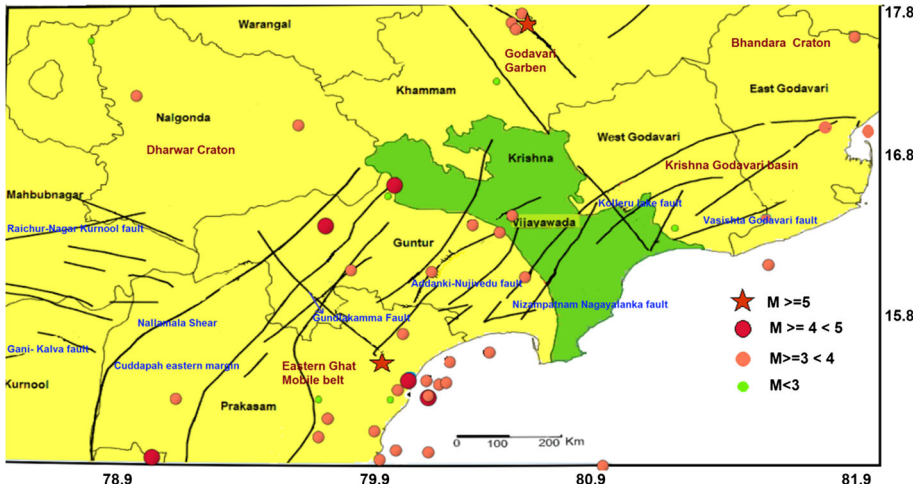 17.8
Warangal
Bhandara Craton
Godavari
Garben
Khammam
East Godavari
Nalgonda
West Godavari
Dharwar Craton
Krishna
16.8
Krishna Godavari basin
Mahbubnagar
Kolleru lake fault
Raichur-Nagar Kurnool fault
Vijayawada
Vasishta Godavari fault
Guntur
Addanki-Nujivedu fault
M >=5
Nizampatnam Nagayalanka fault
Gundlakamma Fault
15.8
Nallamala Shear
M >= 4 < 5
Gani- Kalva fault
M>=3 < 4
Cuddapah eastern margin
Eastern Ghat
Mobile belt
Kurnool
M<3
Prakasam
0 100 200 Km
78.9 79.9 80.9 81.9